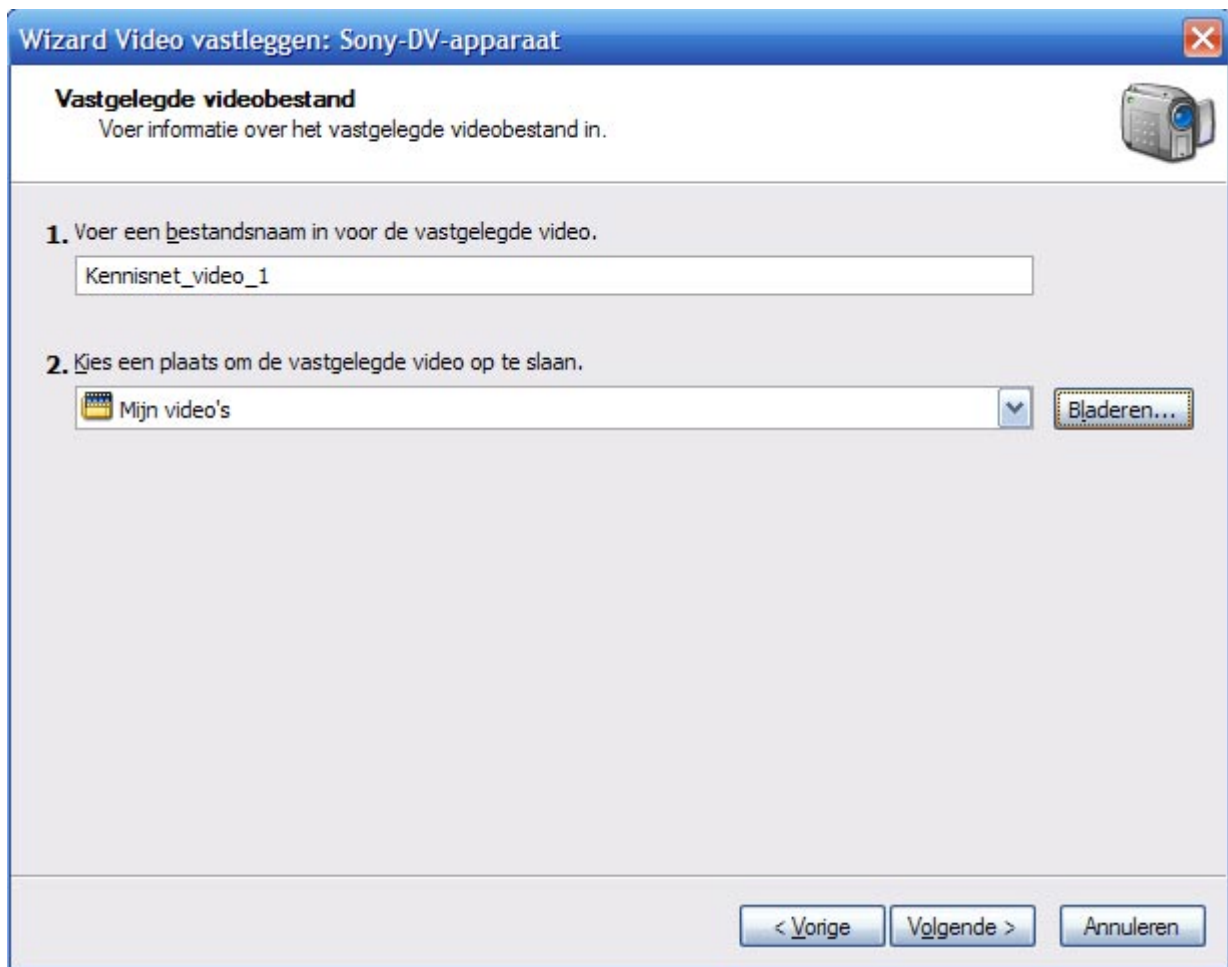 Wizard Video vastleggen: Sony-DV-apparaat
Vastgelegde videobestand
Voer informatie over het vastgelegde videobestand in.
1. Voer een bestandsnaam in voor de vastgelegde video.
Kennisnet_video_1
2. Kies een plaats om de vastgelegde video op te slaan.
Mijn video's
Bladeren...
< Vorige
Volgende >
Annuleren